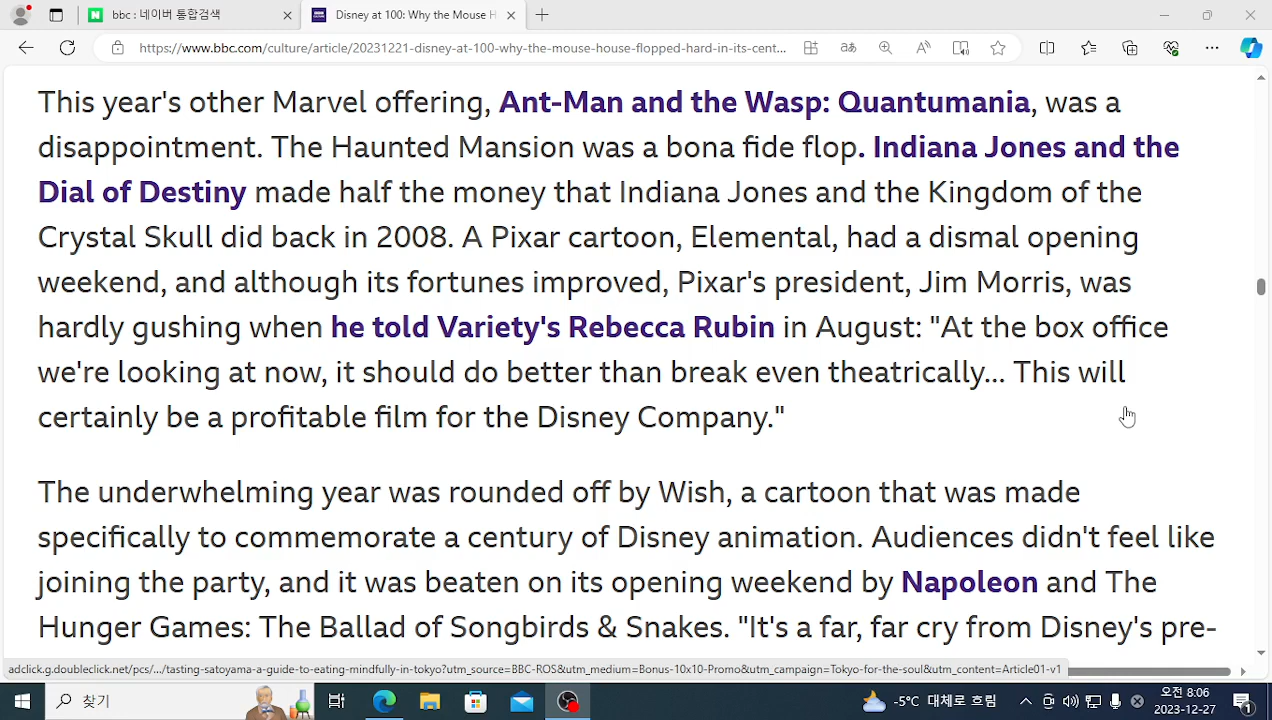 bbc : 네이버 통합검색
Disney at 100: Why the Mouse H
https://www.bbc.com/culture/article/20231221-disney-at-100-why-the-mouse-house-flopped-hard-in-its-cent...
This year's other Marvel offering, Ant-Man and the Wasp: Quantumania, was a
disappointment. The Haunted Mansion was a bona fide flop. Indiana Jones and the
Dial of Destiny made half the money that Indiana Jones and the Kingdom of the
Crystal Skull did back in 2008. A Pixar cartoon, Elemental, had a dismal opening
weekend, and although its fortunes improved, Pixar's president, Jim Morris, was
hardly gushing when he told Variety's Rebecca Rubin in August: "At the box office
we're looking at now, it should do better than break even theatrically... This will
certainly be a profitable film for the Disney Company."
The underwhelming year was rounded off by Wish, a cartoon that was made
specifically to commemorate a century of Disney animation. Audiences didn't feel like
joining the party, and it was beaten on its opening weekend by Napoleon and The
Hunger Games: The Ballad of Songbirds & Snakes. "It's a far, far cry from Disney's pre-
adclick.g.doubleclick.net/pcs/.../tasting-satoyama-a-guide-to-eating-mindfully-in-tokyo?utm_source=BBC-ROS&utm_medium=Bonus-10x10-Promo&utm_campaign=Tokyo-for-the-soul&utm_content=Article01-v1
찾기
-5°C 대체로 흐림
오전 8:06
2023-12-27
1